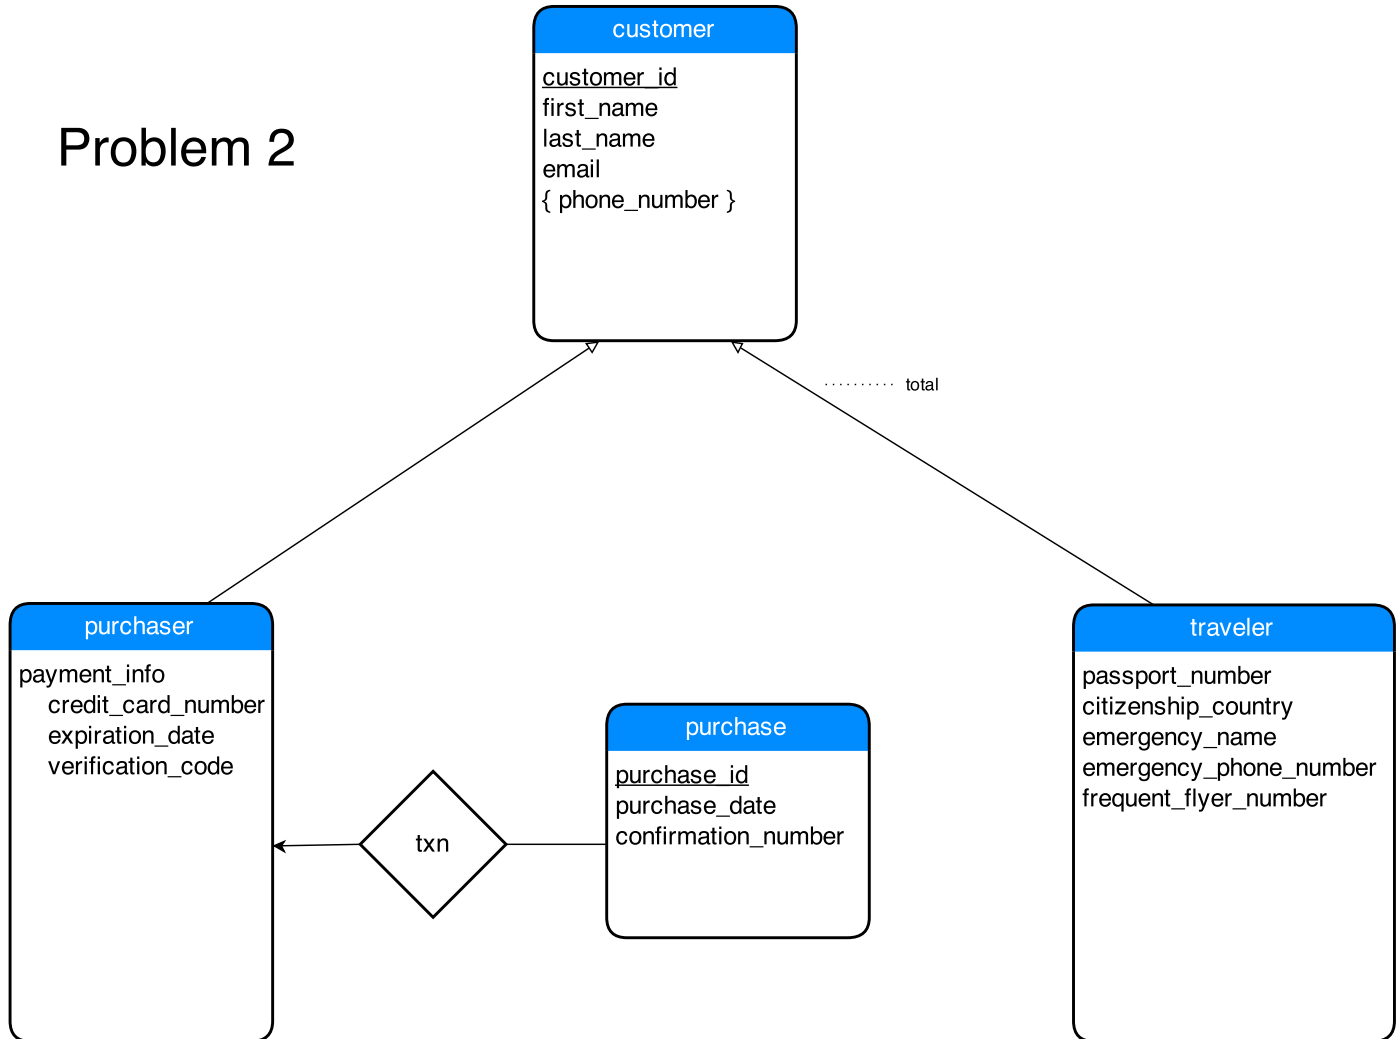 customer
customer_id
first_name
last_name
email
{ phone_number }
Problem 2
total
purchaser
payment_info
credit_card_number
expiration_date
verification_code
txn
purchase
purchase_id
purchase_date
confirmation_number
traveler
passport_number
citizenship_country
emergency_name
emergency_phone_number
frequent_flyer_number